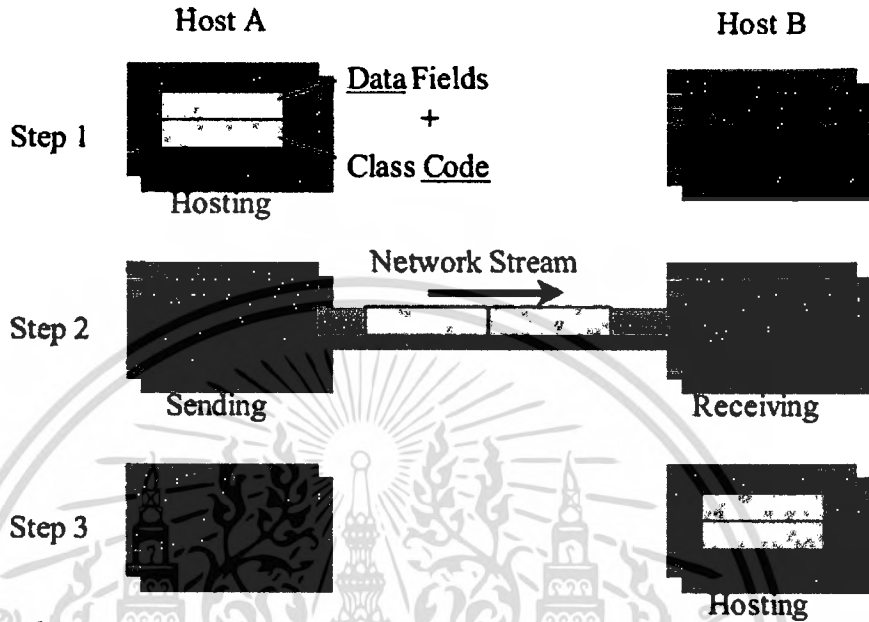 Host A
Host B
Step 1
Data Fields
+
Class Code
Hosting
Step 2
Network Stream
Sending
Receiving
Step 3
Hosting